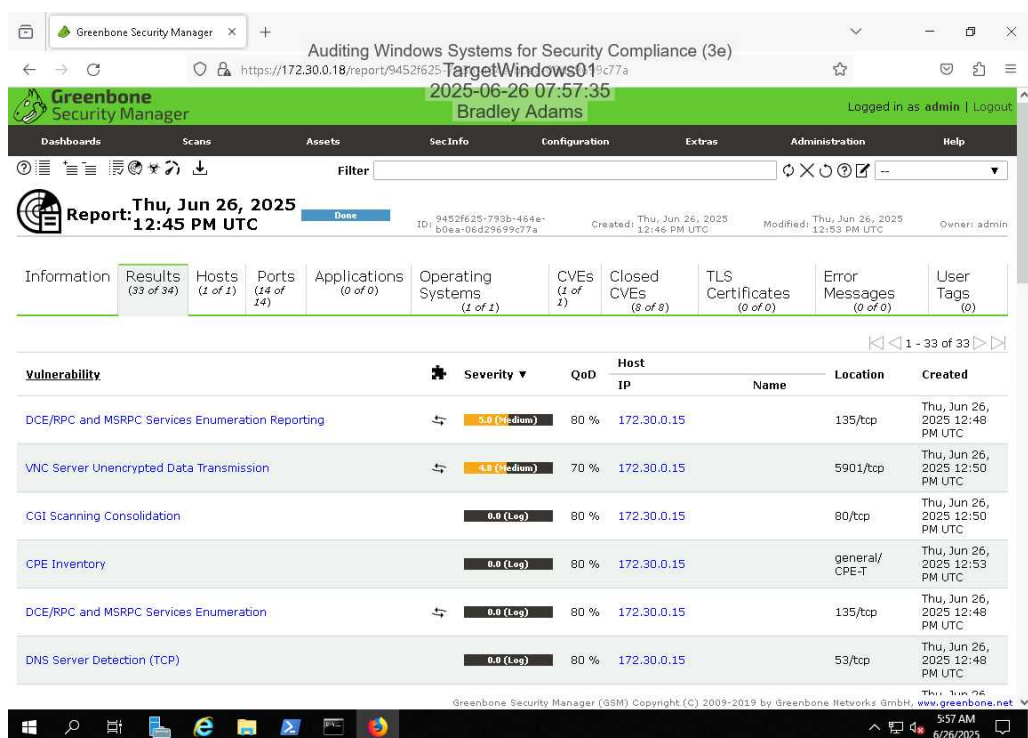 Greenbone Security Manager
Auditing Windows Systems for Security Compliance (3e)
TargetWindows01
2025-06-26 07:57:35
Bradley Adams
https://172.30.0.18/report/9452f625-
c77a
Greenbone
Security Manager
Logged in as admin | Logout
Dashboards Scans Assets SecInfo Configuration Extras Administration Help
Filter
--
Report: Thu, Jun 26, 2025
12:45 PM UTC
Done
ID: 9452f625-793b-464e-
b0ea-06d29699c77a
Created: Thu, Jun 26, 2025
12:46 PM UTC
Modified: Thu, Jun 26, 2025
12:53 PM UTC
Owner: admin
Information
Results
(33 of 34)
Hosts
(1 of 1)
Ports
(14 of
14)
Applications
(0 of 0)
Operating
Systems
(1 of 1)
CVEs
(1 of
1)
Closed
CVEs
(8 of 8)
TLS
Certificates
(0 of 0)
Error
Messages
(0 of 0)
User
Tags
(0)
1 - 33 of 33
Vulnerability Severity ▼ QoD Host Location Created
IP Name
DCE/RPC and MSRPC Services Enumeration Reporting 5.0 (Medium) 80 % 172.30.0.15 135/tcp
Thu, Jun 26,
2025 12:48
PM UTC
VNC Server Unencrypted Data Transmission 4.8 (Medium) 70 % 172.30.0.15 5901/tcp
Thu, Jun 26,
2025 12:50
PM UTC
CGI Scanning Consolidation 0.0 (Log) 80 % 172.30.0.15 80/tcp
Thu, Jun 26,
2025 12:50
PM UTC
CPE Inventory 0.0 (Log) 80 % 172.30.0.15
general/
CPE-T
Thu, Jun 26,
2025 12:53
PM UTC
DCE/RPC and MSRPC Services Enumeration 0.0 (Log) 80 % 172.30.0.15 135/tcp
Thu, Jun 26,
2025 12:48
PM UTC
DNS Server Detection (TCP) 0.0 (Log) 80 % 172.30.0.15 53/tcp
Thu, Jun 26,
2025 12:48
PM UTC
Thu, Jun 26,
Greenbone Security Manager (GSM) Copyright (C) 2009-2019 by Greenbone Networks GmbH, www.greenbone.net
5:57 AM
6/26/2025